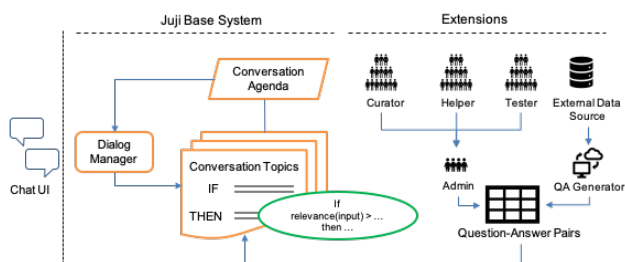 Juji Base System
Extensions
Conversation
Agenda
Dialog
Manager
Chat UI
Conversation Topics
IF
THEN
If
relevance(input) > ...
then ...
Curator
Helper
Tester
External Data
Source
Admin
QA Generator
Question-Answer Pairs